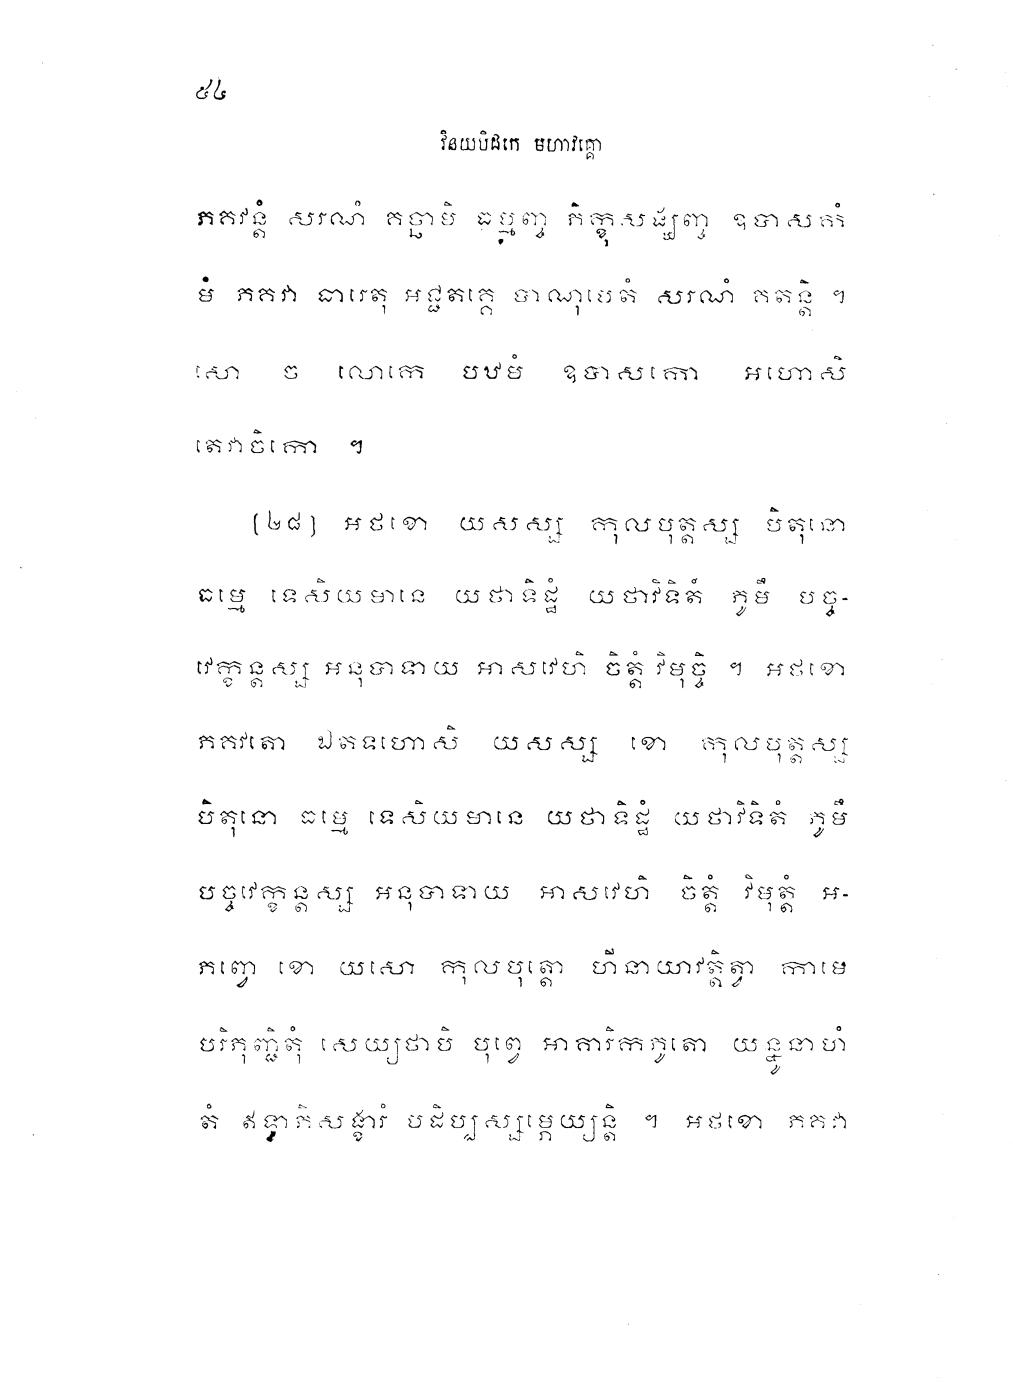 ៥៤
វិនយបិដកេ មហាវគ្គោ
ភគវន្តំ សរណំ គច្ឆាមិ ធម្មញ្ច ភិក្ខុសង្ឃញ្ច ឧបាសកំ
មំ ភគវា ធារេតុ អជ្ជតគ្គេ បាណុបេតំ សរណំ គតន្តិ ។
សោ ច លោកេ បឋមំ ឧបាសកោ អហោសិ
តេវាចិកោ ។
(២៨) អថខោ យសស្ស កុលបុត្តស្ស បិតុនោ
ធម្មេ ទេសិយមានេ យថាទិដ្ឋំ យថាវិទិតំ ភូមឹ បច្ច-
វេក្ខន្តស្ស អនុបាទាយ អាសវេហិ ចិត្តំ វិមុច្ចិ ។ អថខោ
ភគវតោ ឯតទហោសិ យសស្ស ខោ កុលបុត្តស្ស
បិតុនោ ធម្មេ ទេសិយមានេ យថាទិដ្ឋំ យថាវិទិតំ ភូមឹ
បច្ចវេក្ខន្តស្ស អនុបាទាយ អាសវេហិ ចិត្តំ វិមុត្តំ អ-
ភព្វោ ខោ យសោ កុលបុត្តោ ហីនាយាវត្តិត្វា កាមេ
បរិភុញ្ជិតុំ សេយ្យថាបិ បុព្វេ អាគារិកភូតោ យន្នូនាហំ
តំ ឥទ្ធាភិសង្ខារំ បដិប្បស្សម្ភេយ្យន្តិ ។ អថខោ ភគវា